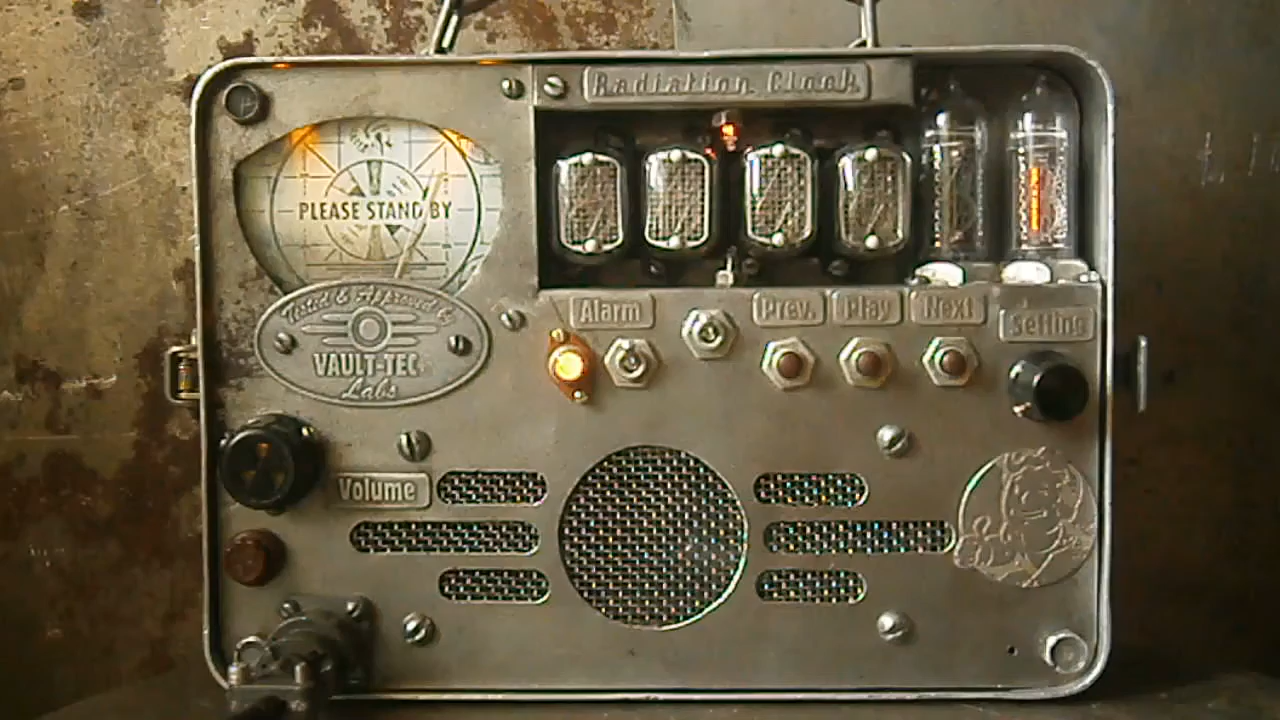 Radiation Clock
PLEASE STAND BY
Tested & Approved by
VAULT-TEC
Labs
Alarm
Prev.
Play
Next
Setting
Volume